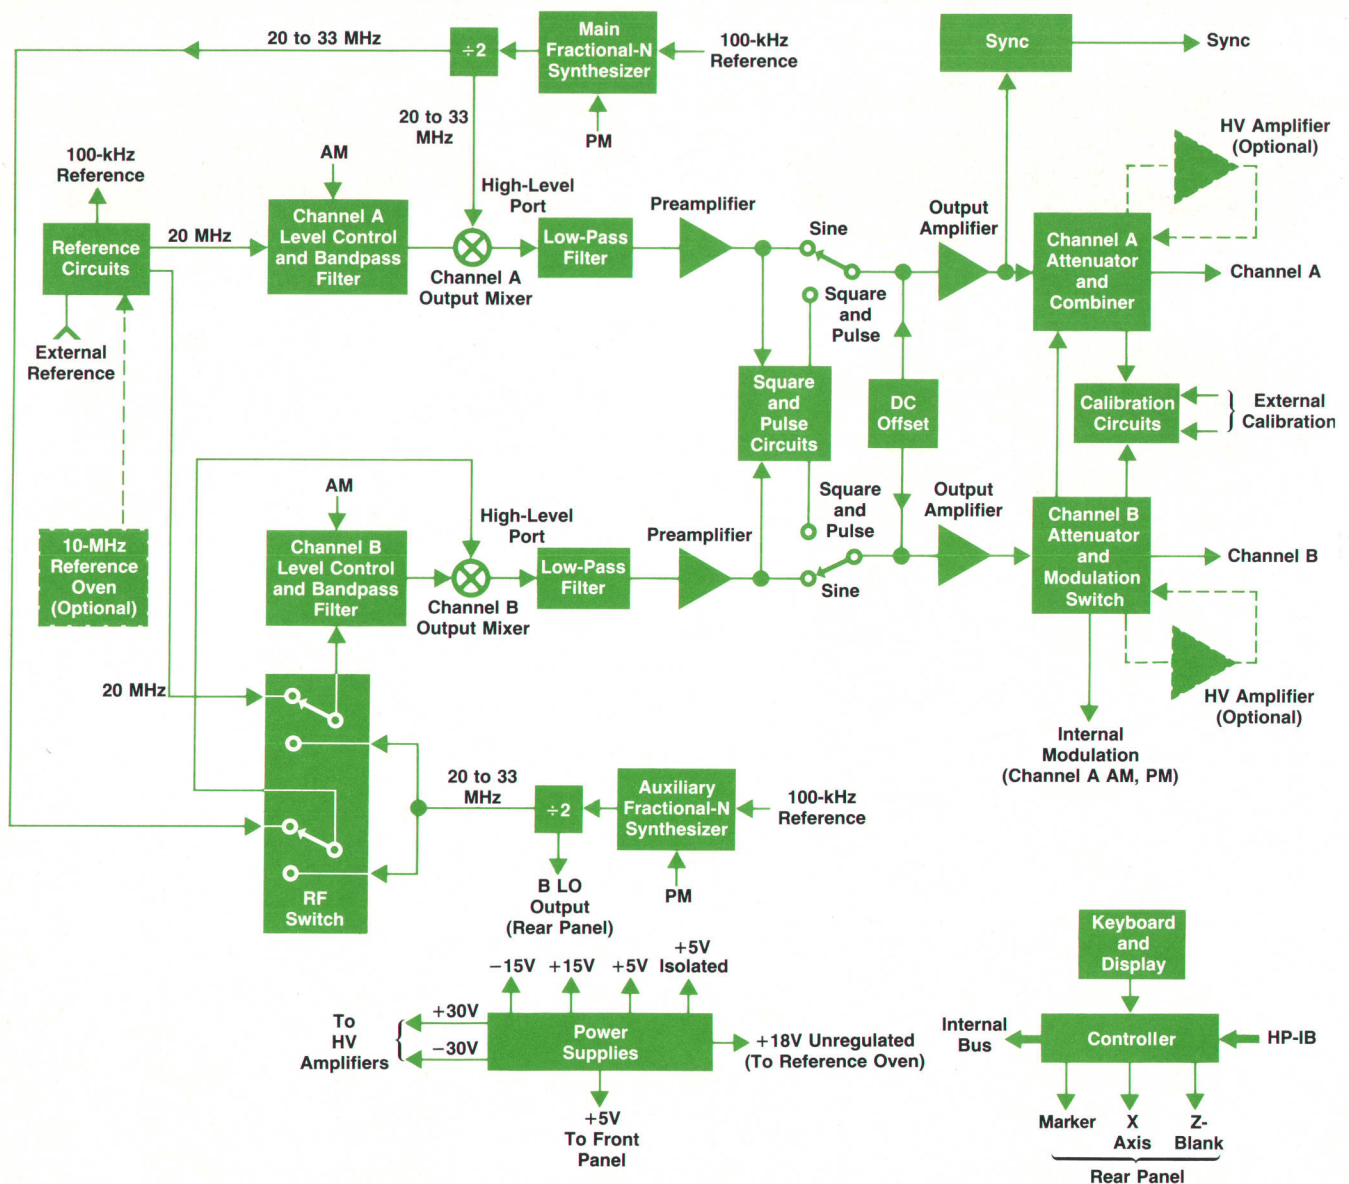 20 to 33 MHz
÷2
Main
Fractional-N
Synthesizer
100-kHz
Reference
PM
20 to 33
MHz
Sync
Sync
HV Amplifier
(Optional)
100-kHz
Reference
AM
High-Level
Port
Reference
Circuits
20 MHz
Channel A
Level Control
and Bandpass
Filter
Channel A
Output Mixer
Low-Pass
Filter
Preamplifier
Sine
Square
and
Pulse
Output
Amplifier
Channel A
Attenuator
and
Combiner
Channel A
External
Reference
Square
and
Pulse
Circuits
DC
Offset
Calibration
Circuits
External
Calibration
10-MHz
Reference
Oven
(Optional)
AM
High-Level
Port
Channel B
Level Control
and Bandpass
Filter
Channel B
Output Mixer
Low-Pass
Filter
Preamplifier
Square
and
Pulse
Sine
Output
Amplifier
Channel B
Attenuator
and
Modulation
Switch
Channel B
20 MHz
HV Amplifier
(Optional)
Internal
Modulation
(Channel A AM, PM)
20 to 33
MHz
÷2
Auxiliary
Fractional-N
Synthesizer
100-kHz
Reference
RF
Switch
B LO
Output
(Rear Panel)
PM
−15V
+15V
+5V
+5V
Isolated
To
HV
Amplifiers
+30V
−30V
Power
Supplies
+18V Unregulated
(To Reference Oven)
+5V
To Front
Panel
Keyboard
and
Display
Internal
Bus
Controller
HP-IB
Marker
X
Axis
Z-
Blank
Rear Panel